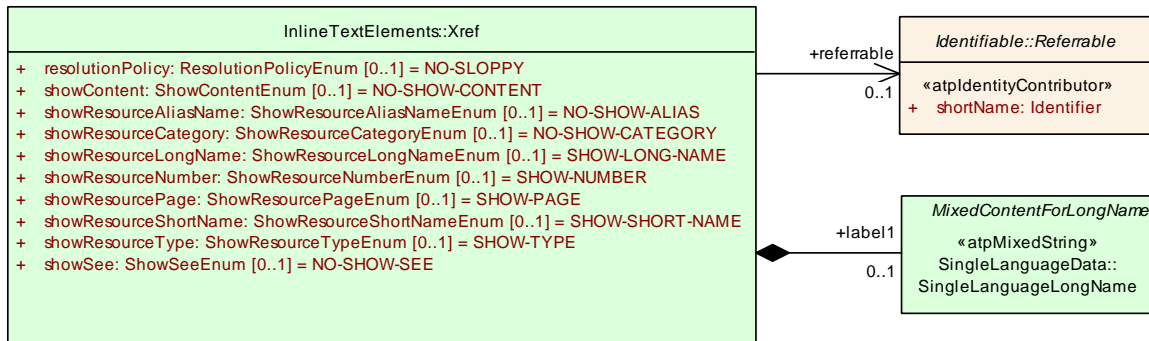 InlineTextElements::Xref
+ resolutionPolicy: ResolutionPolicyEnum [0..1] = NO-SLOPPY
+ showContent: ShowContentEnum [0..1] = NO-SHOW-CONTENT
+ showResourceAliasName: ShowResourceAliasNameEnum [0..1] = NO-SHOW-ALIAS
+ showResourceCategory: ShowResourceCategoryEnum [0..1] = NO-SHOW-CATEGORY
+ showResourceLongName: ShowResourceLongNameEnum [0..1] = SHOW-LONG-NAME
+ showResourceNumber: ShowResourceNumberEnum [0..1] = SHOW-NUMBER
+ showResourcePage: ShowResourcePageEnum [0..1] = SHOW-PAGE
+ showResourceShortName: ShowResourceShortNameEnum [0..1] = SHOW-SHORT-NAME
+ showResourceType: ShowResourceTypeEnum [0..1] = SHOW-TYPE
+ showSee: ShowSeeEnum [0..1] = NO-SHOW-SEE
+referrable
0..1
Identifiable::Referrable
«atpIdentityContributor»
+ shortName: Identifier
+label1
0..1
MixedContentForLongName
«atpMixedString»
SingleLanguageData::
SingleLanguageLongName